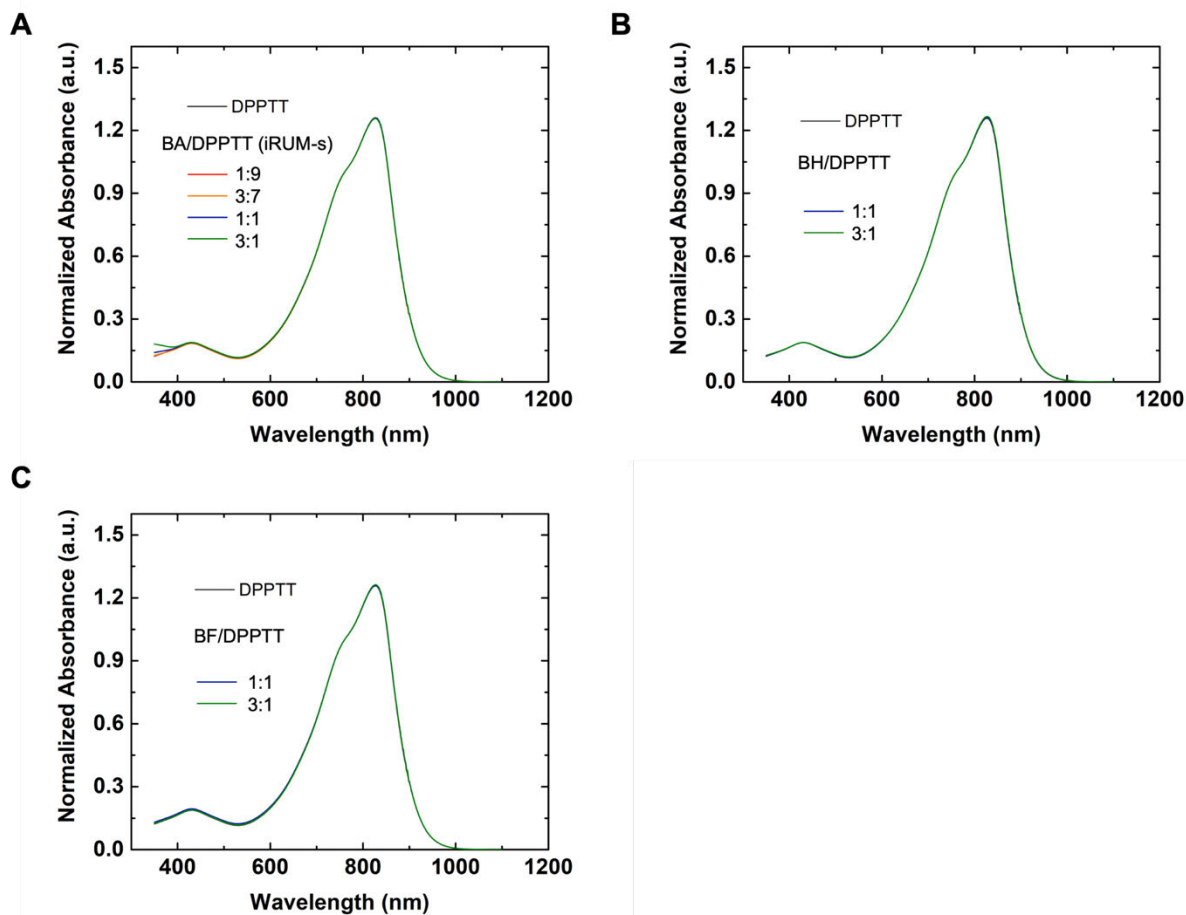 A
Normalized Absorbance (a.u.)
1.5
1.2
0.9
0.6
0.3
0.0
DPPTT
BA/DPPTT (iRUM-s)
1:9
3:7
1:1
3:1
400 600 800 1000 1200
Wavelength (nm)
B
Normalized Absorbance (a.u.)
1.5
1.2
0.9
0.6
0.3
0.0
DPPTT
BH/DPPTT
1:1
3:1
400 600 800 1000 1200
Wavelength (nm)
C
Normalized Absorbance (a.u.)
1.5
1.2
0.9
0.6
0.3
0.0
DPPTT
BF/DPPTT
1:1
3:1
400 600 800 1000 1200
Wavelength (nm)